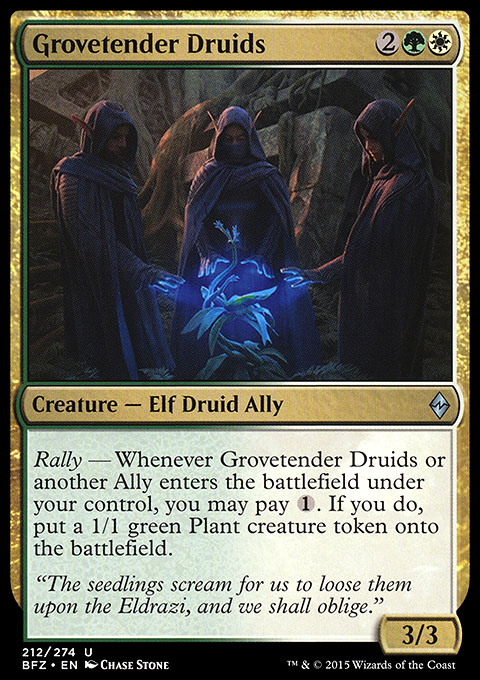 Grovetender Druids 2
Creature — Elf Druid Ally
Rally — Whenever Grovetender Druids or
another Ally enters the battlefield under
your control, you may pay 1. If you do,
put a 1/1 green Plant creature token onto
the battlefield.
“The seedlings scream for us to loose them
upon the Eldrazi, and we shall oblige.”
3/3
212/274 U
BFZ • EN Chase Stone
™ & © 2015 Wizards of the Coast